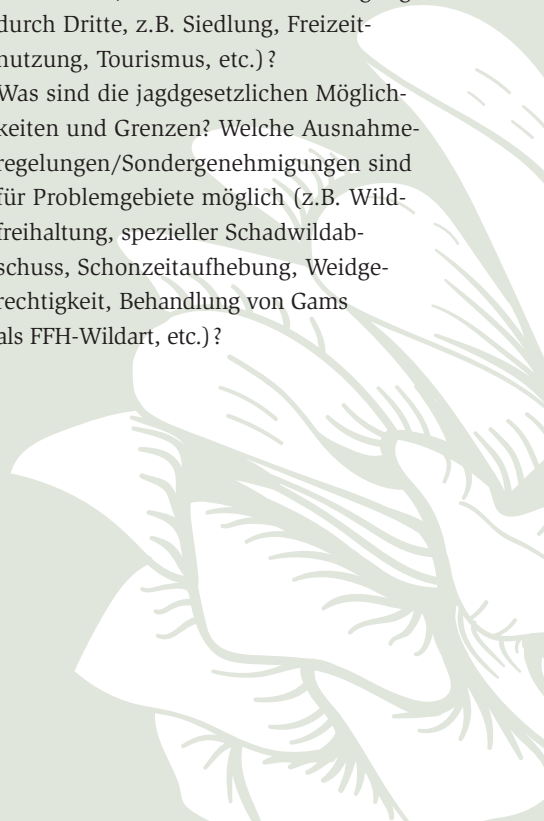 durch Dritte, z.B. Siedlung, Freizeit-
nutzung, Tourismus, etc.)?
Was sind die jagdgesetzlichen Möglich-
keiten und Grenzen? Welche Ausnahme-
regelungen/Sondergenehmigungen sind
für Problemgebiete möglich (z.B. Wild-
freihaltung, spezieller Schadwildab-
schuss, Schonzeitaufhebung, Weidge-
rechtigkeit, Behandlung von Gams
als FFH-Wildart, etc.)?